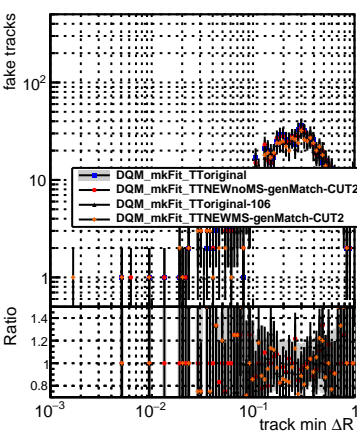 fake tracks
10²
10
1
DQM_mkFit_TToriginal
DQM_mkFit_TTNEWnoMS-genMatch-CUT2
DQM_mkFit_TToriginal-106
DQM_mkFit_TTNEWMS-genMatch-CUT2
Ratio
1.4
1.2
1
0.8
10⁻³
10⁻²
10⁻¹
1
track min ΔR